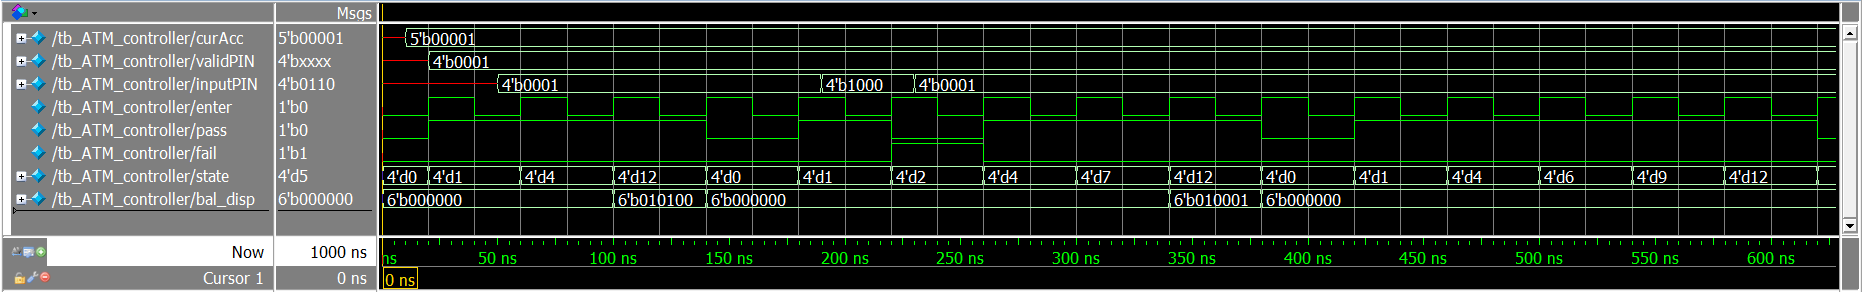 Msgs
/tb_ATM_controller/curAcc 5'b00001 5'b00001
/tb_ATM_controller/validPIN 4'bxxxx 4'b0001
/tb_ATM_controller/inputPIN 4'b0110 4'b0001 4'b1000 4'b0001
/tb_ATM_controller/enter 1'b0
/tb_ATM_controller/pass 1'b0
/tb_ATM_controller/fail 1'b1
/tb_ATM_controller/state 4'd5 4'd0 4'd1 4'd4 4'd12 4'd0 4'd1 4'd2 4'd4 4'd7 4'd12 4'd0 4'd1 4'd4 4'd6 4'd9 4'd12
/tb_ATM_controller/bal_disp 6'b000000 6'b000000 6'b010100 6'b000000 6'b010001 6'b000000
Now 1000 ns ns 50 ns 100 ns 150 ns 200 ns 250 ns 300 ns 350 ns 400 ns 450 ns 500 ns 550 ns 600 ns
Cursor 1 0 ns 0 ns